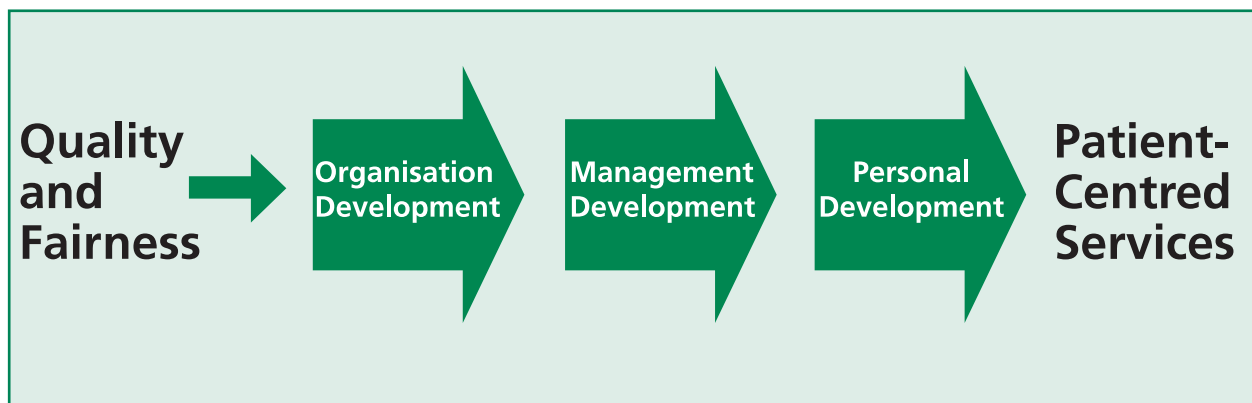 Quality
and
Fairness
Organisation
Development
Management
Development
Personal
Development
Patient-
Centred
Services